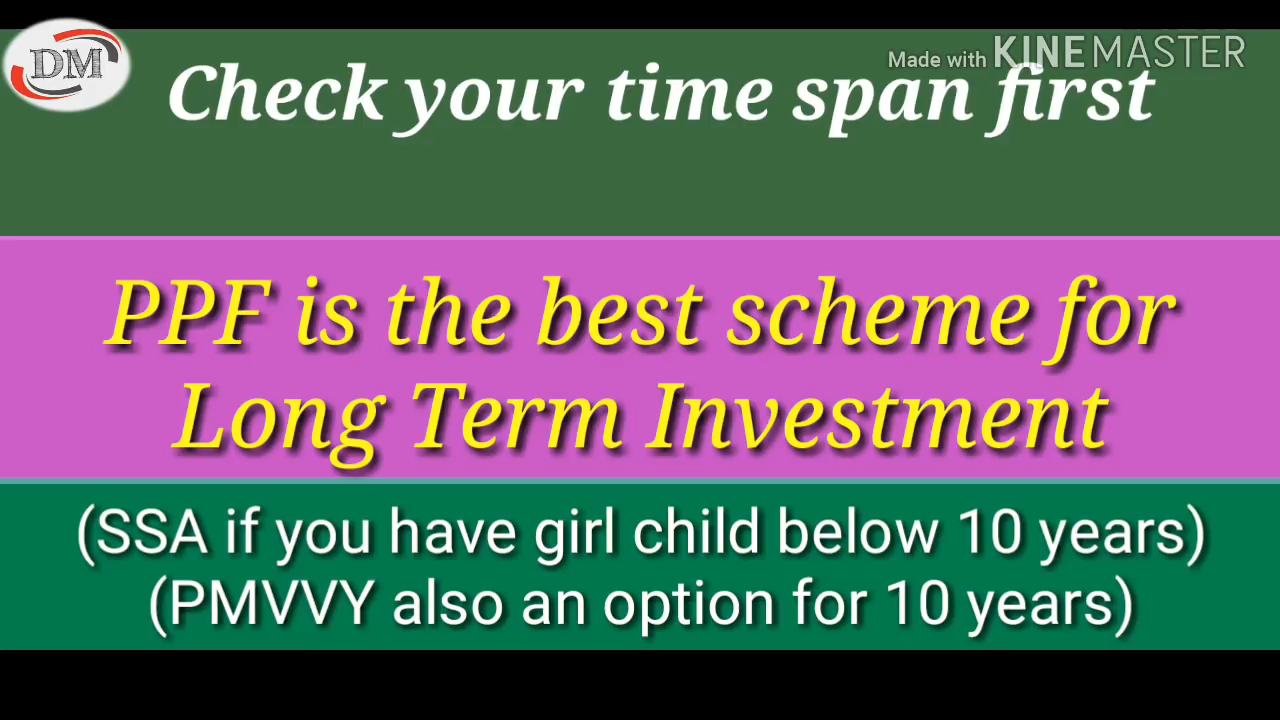 DM
Made with KINEMASTER
Check your time span first
PPF is the best scheme for
Long Term Investment
(SSA if you have girl child below 10 years)
(PMVVY also an option for 10 years)